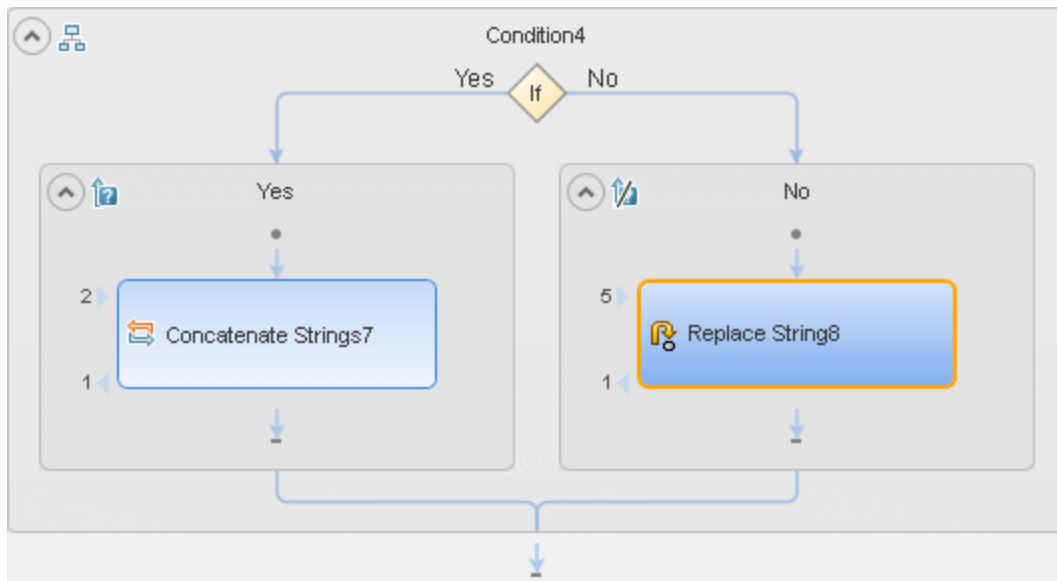 Condition4
Yes If No
Yes
No
2
Concatenate Strings7
1
5
Replace String8
1